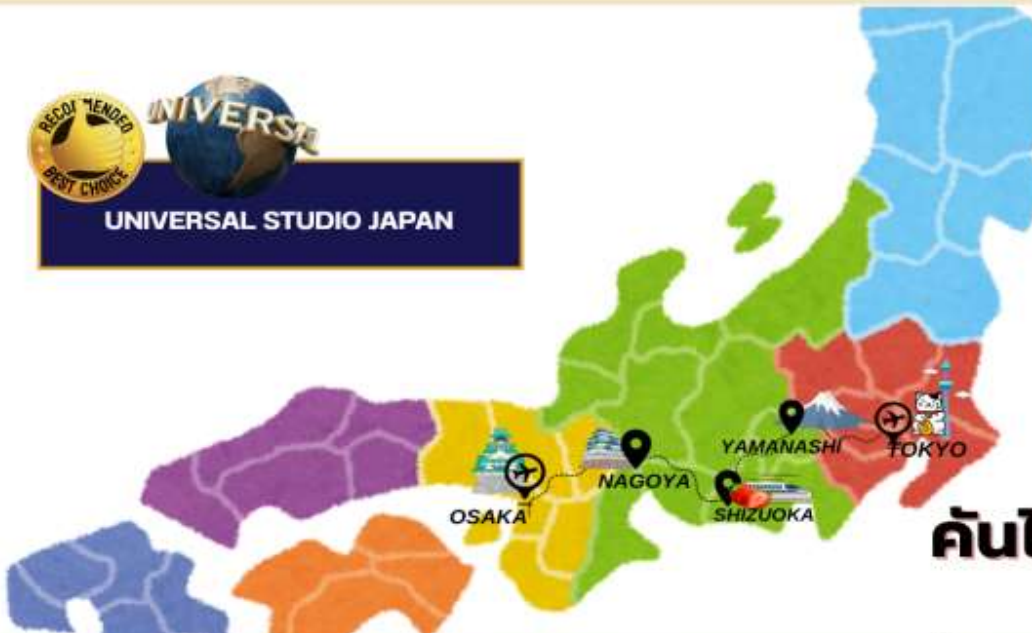 RECOMMENDED
BEST CHOICE
UNIVERSAL
UNIVERSAL STUDIO JAPAN
YAMANASHI
TOKYO
NAGOYA
SHIZUOKA
OSAKA